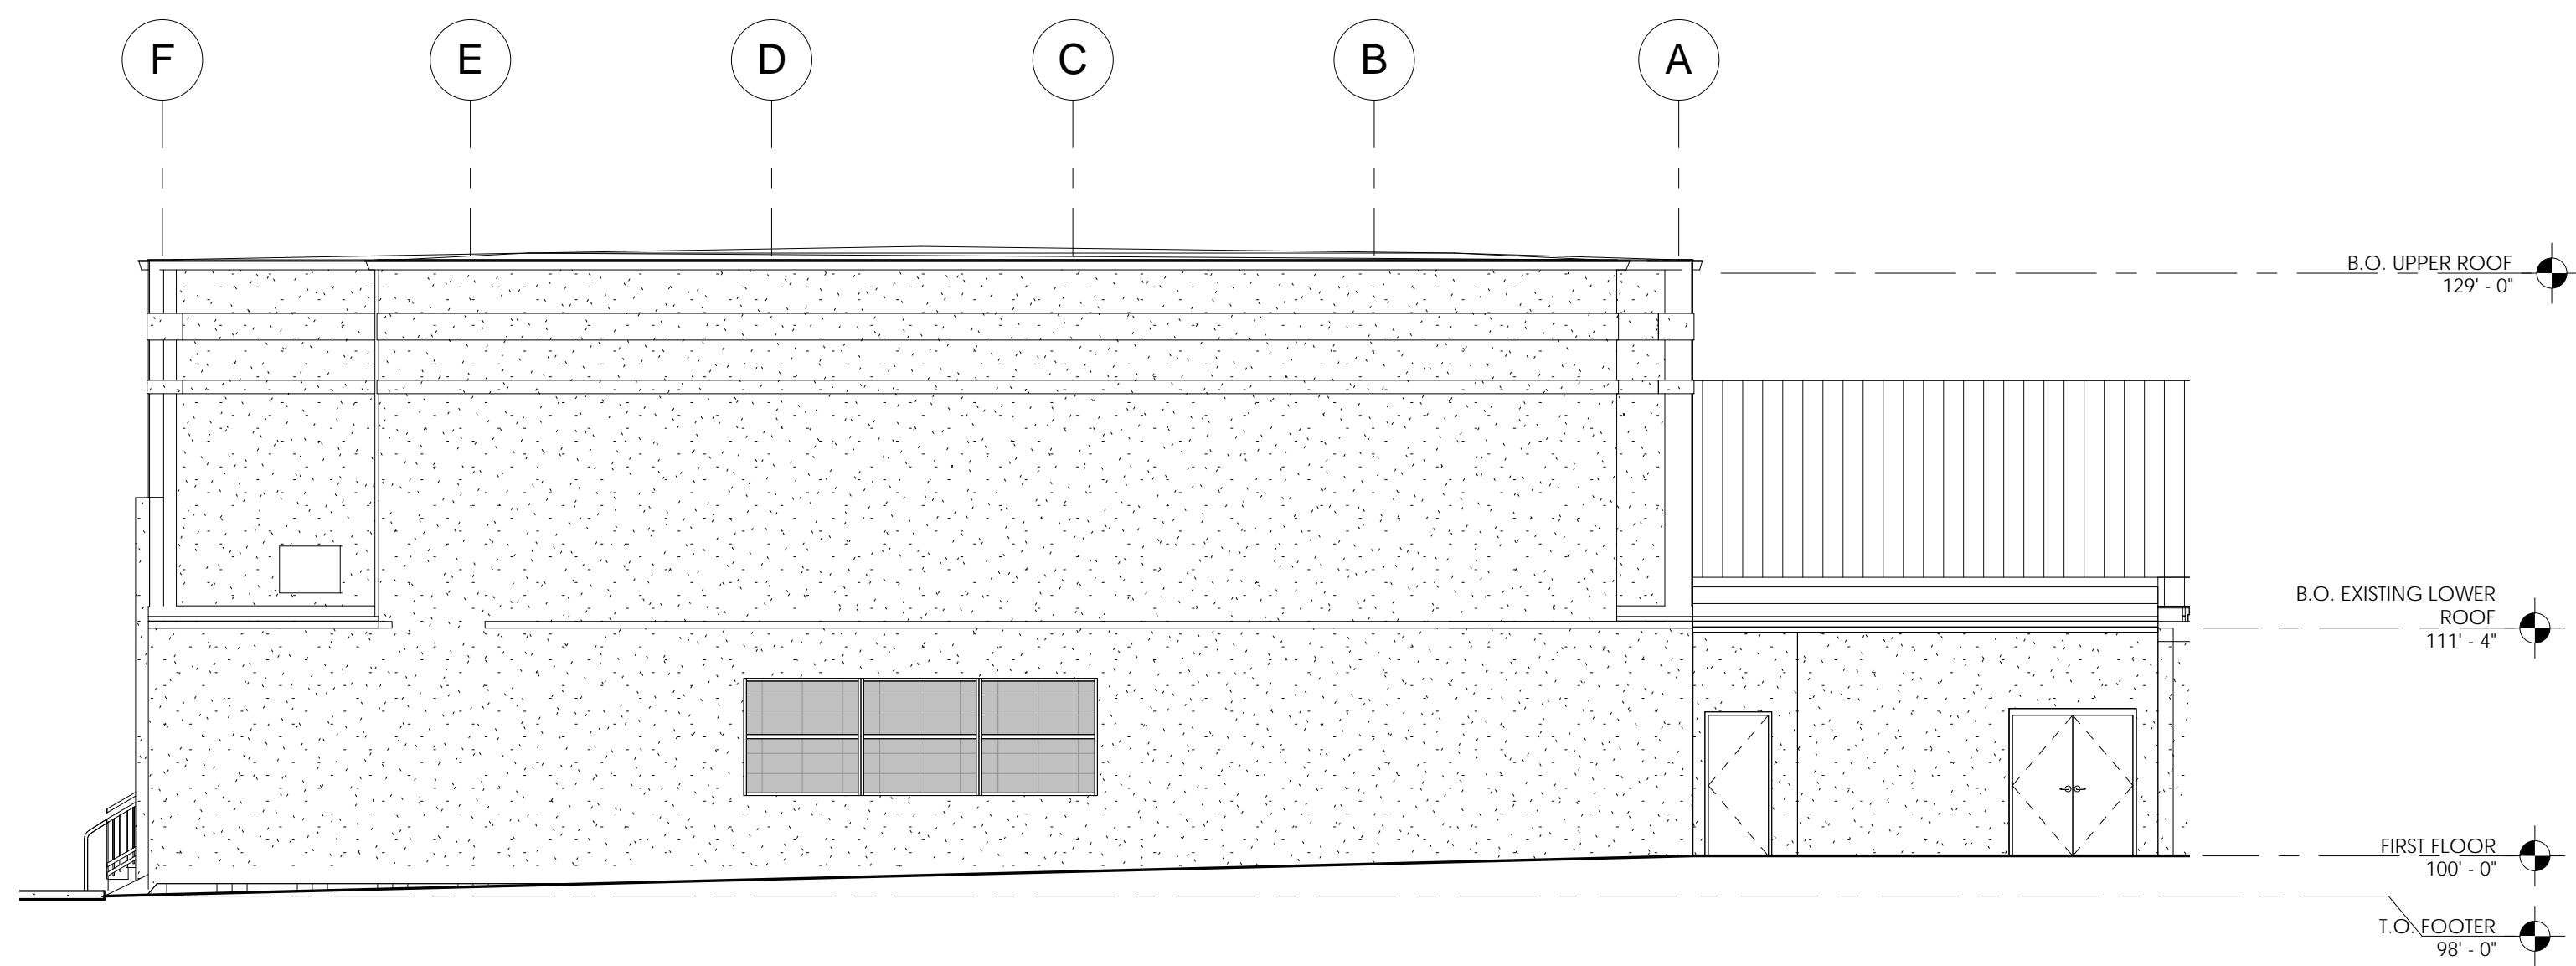 F E D C B A
B.O. UPPER ROOF
129' - 0"
B.O. EXISTING LOWER
ROOF
111' - 4"
FIRST FLOOR
100' - 0"
T.O. FOOTER
98' - 0"